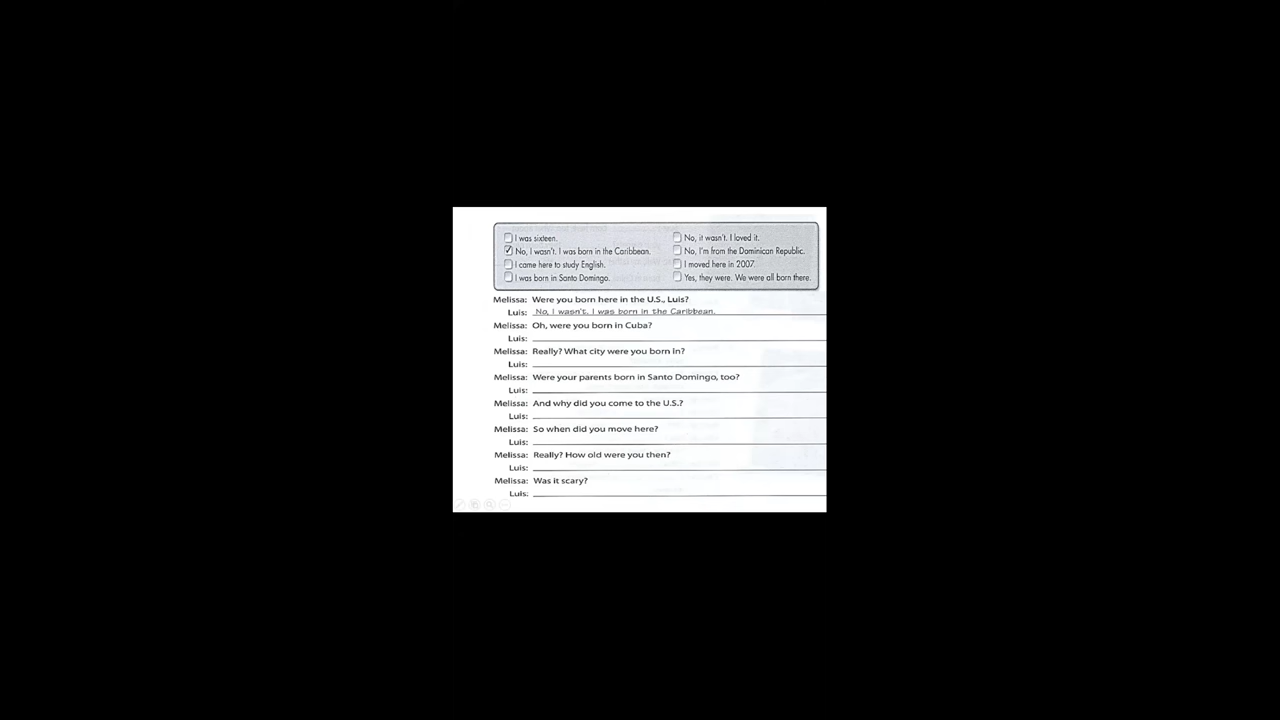 I was sixteen.
No, I wasn't. I was born in the Caribbean.
I came here to study English.
I was born in Santo Domingo.
No, it wasn't. I loved it.
No, I'm from the Dominican Republic.
I moved here in 2007.
Yes, they were. We were all born there.
Melissa: Were you born here in the U.S., Luis?
Luis: No, I wasn't. I was born in the Caribbean.
Melissa: Oh, were you born in Cuba?
Luis:
Melissa: Really? What city were you born in?
Luis:
Melissa: Were your parents born in Santo Domingo, too?
Luis:
Melissa: And why did you come to the U.S.?
Luis:
Melissa: So when did you move here?
Luis:
Melissa: Really? How old were you then?
Luis:
Melissa: Was it scary?
Luis: